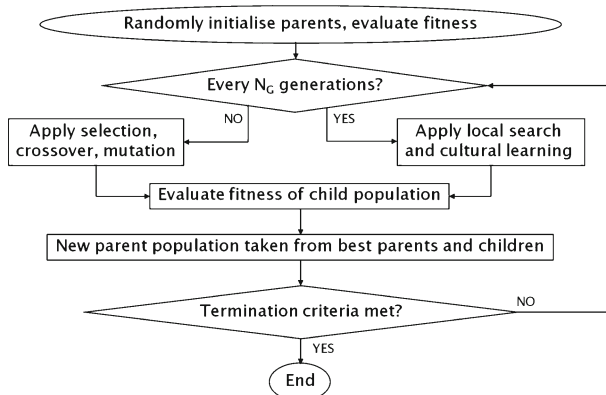 Randomly initialise parents, evaluate fitness
Every N_G generations?
NO
YES
Apply selection,
crossover, mutation
Apply local search
and cultural learning
Evaluate fitness of child population
New parent population taken from best parents and children
Termination criteria met?
NO
YES
End